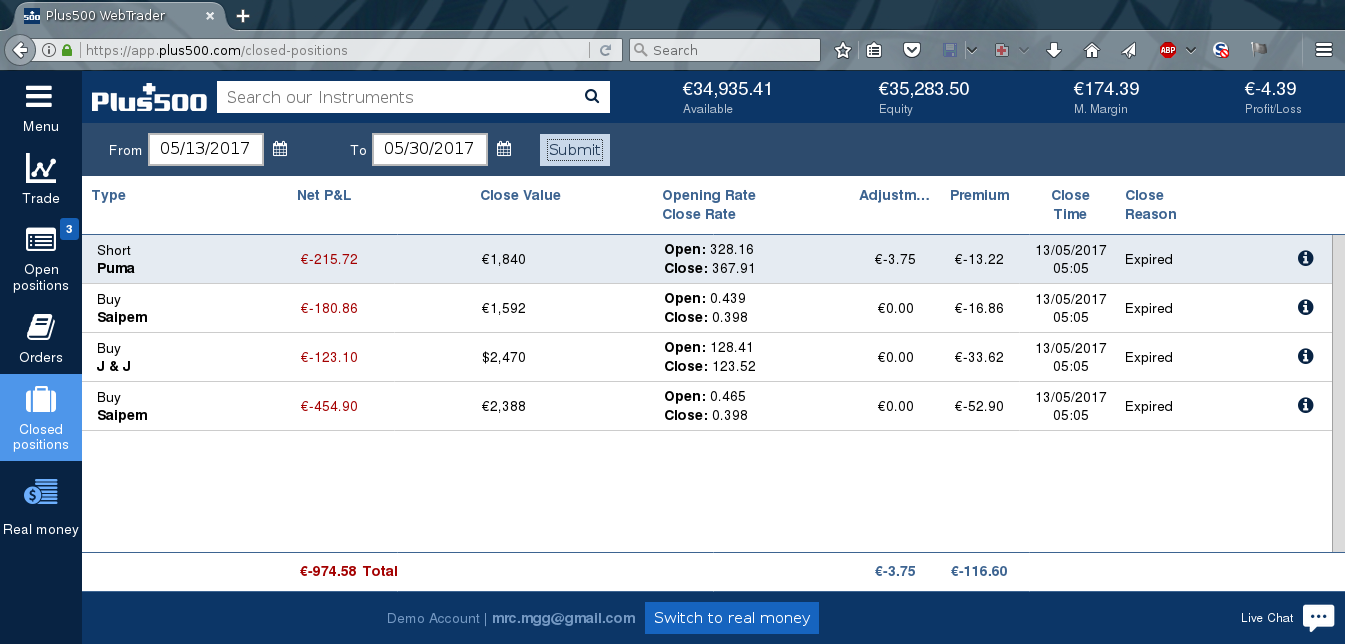 Plus500 WebTrader
https://app.plus500.com/closed-positions
Search
ABP
Menu
Trade
3
Open
positions
Orders
Closed
positions
Real money
Plus500
Search our Instruments
€34,935.41
Available
€35,283.50
Equity
€174.39
M. Margin
€-4.39
Profit/Loss
From 05/13/2017 To 05/30/2017 Submit
Type Net P&L Close Value Opening Rate Adjustm... Premium Close Close
Close Rate Time Reason
Short Open: 328.16 13/05/2017
€-215.72 €1,840 €-3.75 €-13.22 Expired
Puma Close: 367.91 05:05
Buy Open: 0.439 13/05/2017
€-180.86 €1,592 €0.00 €-16.86 Expired
Saipem Close: 0.398 05:05
Buy Open: 128.41 13/05/2017
€-123.10 $2,470 €0.00 €-33.62 Expired
J & J Close: 123.52 05:05
Buy Open: 0.465 13/05/2017
€-454.90 €2,388 €0.00 €-52.90 Expired
Saipem Close: 0.398 05:05
€-974.58 Total €-3.75 €-116.60
Demo Account | mrc.mgg@gmail.com Switch to real money Live Chat